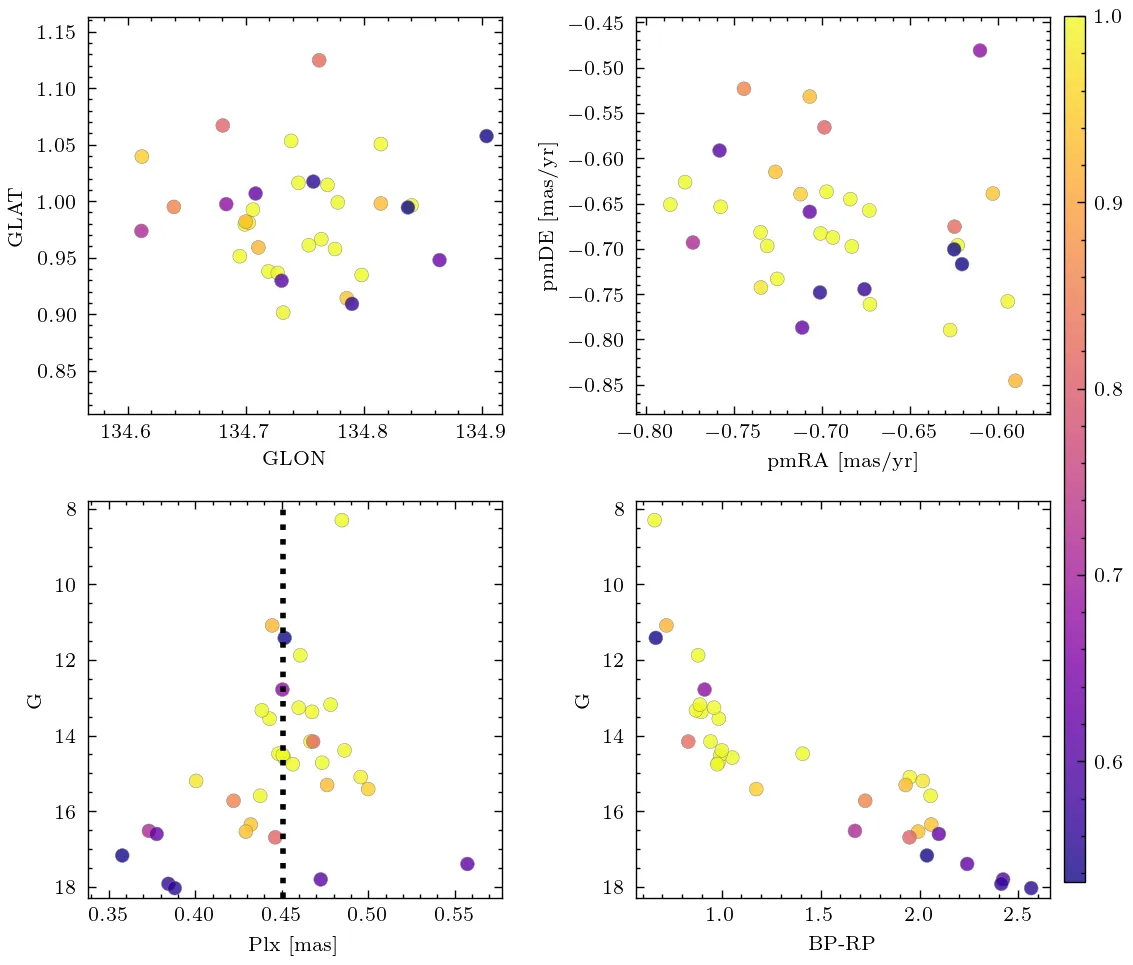 1.15
1.10
1.05
1.00
0.95
0.90
0.85
GLAT
134.6 134.7 134.8 134.9
GLON
−0.45
−0.50
−0.55
−0.60
−0.65
−0.70
−0.75
−0.80
−0.85
pmDE [mas/yr]
−0.80 −0.75 −0.70 −0.65 −0.60
pmRA [mas/yr]
1.0
0.9
0.8
0.7
0.6
8
10
12
14
16
18
G
0.35 0.40 0.45 0.50 0.55
Plx [mas]
8
10
12
14
16
18
G
1.0 1.5 2.0 2.5
BP-RP